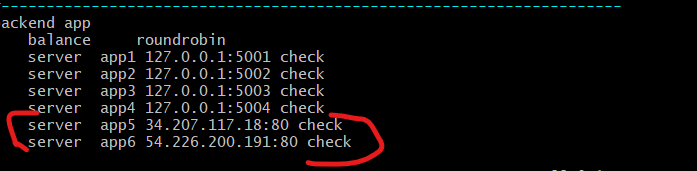 ackend app
balance roundrobin
server app1 127.0.0.1:5001 check
server app2 127.0.0.1:5002 check
server app3 127.0.0.1:5003 check
server app4 127.0.0.1:5004 check
server app5 34.207.117.18:80 check
server app6 54.226.200.191:80 check